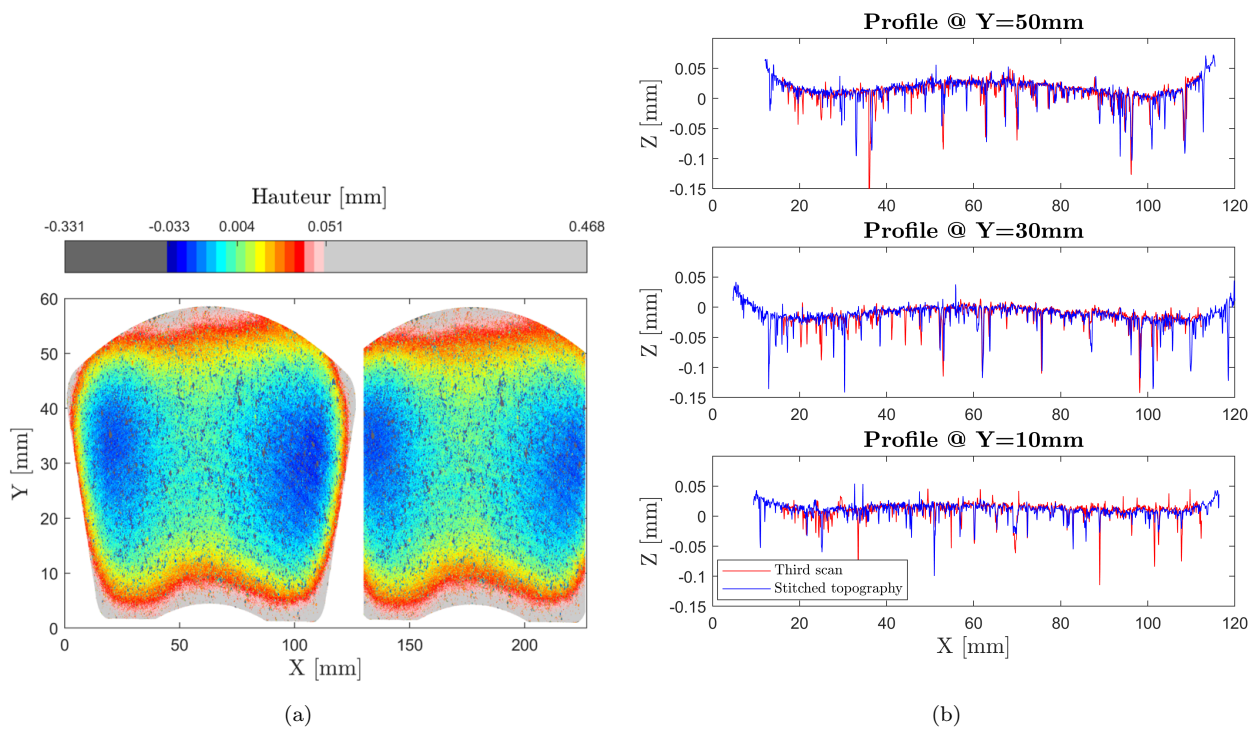 Hauteur [mm]
-0.331 -0.033 0.004 0.051 0.468
60
50
40
30
20
10
0
Y [mm]
0 50 100 150 200
X [mm]
(a)
Profile @ Y=50mm
0.05
0
-0.05
-0.1
-0.15
Z [mm]
0 20 40 60 80 100 120
Profile @ Y=30mm
0.05
0
-0.05
-0.1
-0.15
Z [mm]
0 20 40 60 80 100 120
Profile @ Y=10mm
0.05
0
-0.05
-0.1
-0.15
Z [mm]
Third scan
Stitched topography
0 20 40 60 80 100 120
X [mm]
(b)